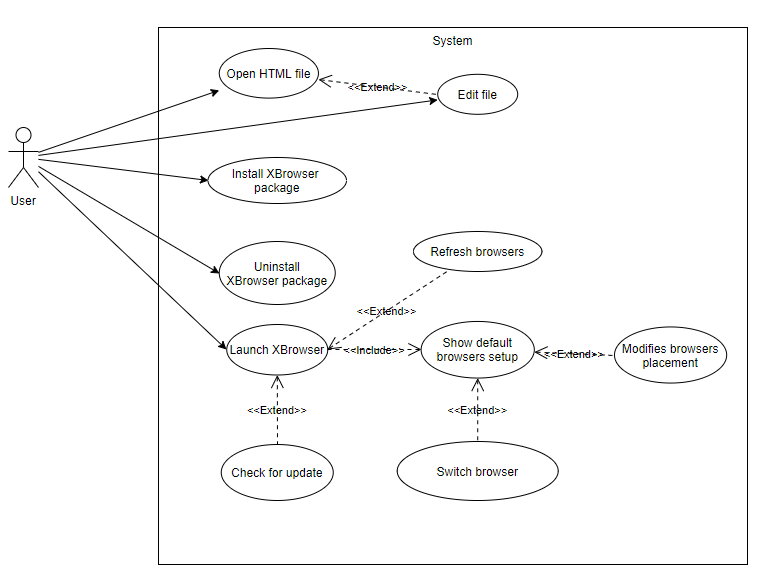 System
Open HTML file
<<Extend>>
Edit file
User
Install XBrowser
package
Refresh browsers
Uninstall
XBrowser package
<<Extend>>
Launch XBrowser
<<Include>>
Show default
browsers setup
<<Extend>>
Modifies browsers
placement
<<Extend>>
<<Extend>>
Check for update
Switch browser